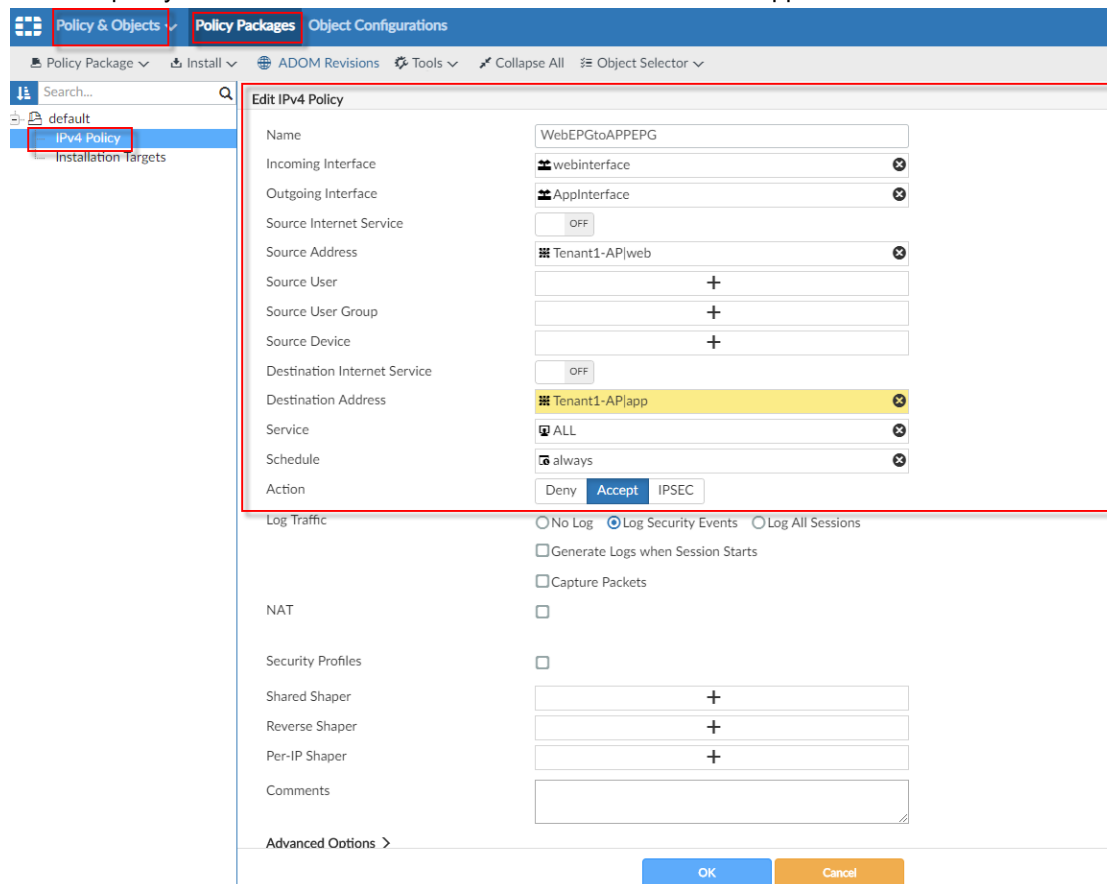 Policy & Objects Policy Packages Object Configurations
Policy Package Install ADOM Revisions Tools Collapse All Object Selector
Search...
Edit IPv4 Policy
default
IPv4 Policy
Installation Targets
Name WebEPGtoAPPEPG
Incoming Interface webinterface
Outgoing Interface AppInterface
Source Internet Service OFF
Source Address Tenant1-AP|web
Source User +
Source User Group +
Source Device +
Destination Internet Service OFF
Destination Address Tenant1-AP|app
Service ALL
Schedule always
Action Deny Accept IPSEC
Log Traffic No Log Log Security Events Log All Sessions
Generate Logs when Session Starts
Capture Packets
NAT
Security Profiles
Shared Shaper +
Reverse Shaper +
Per-IP Shaper +
Comments
Advanced Options >
OK Cancel